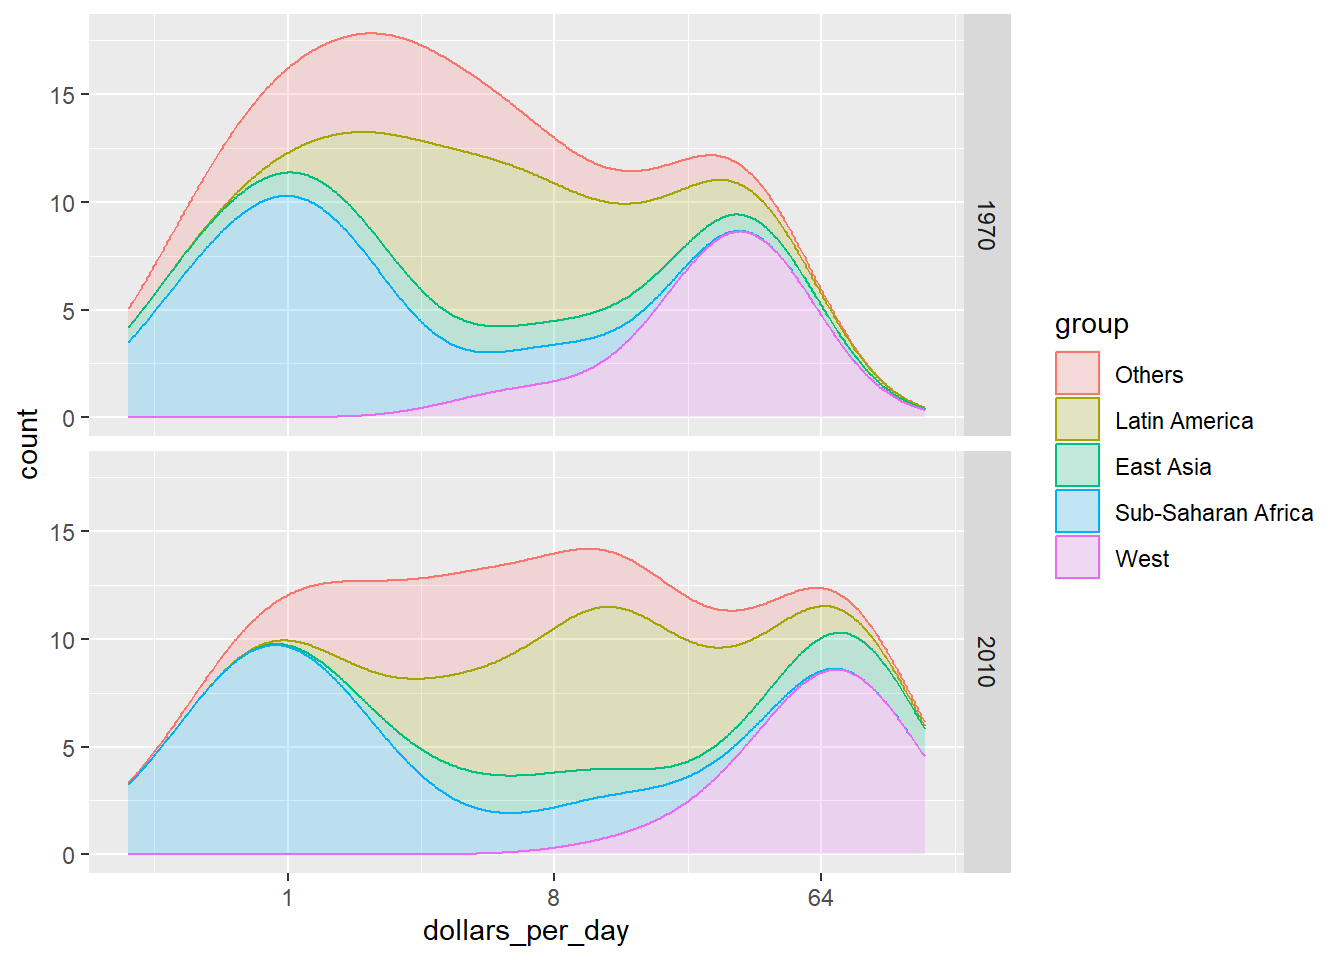 15
10
5
0
1970
15
10
5
0
2010
count
1 8 64
dollars_per_day
group
Others
Latin America
East Asia
Sub-Saharan Africa
West